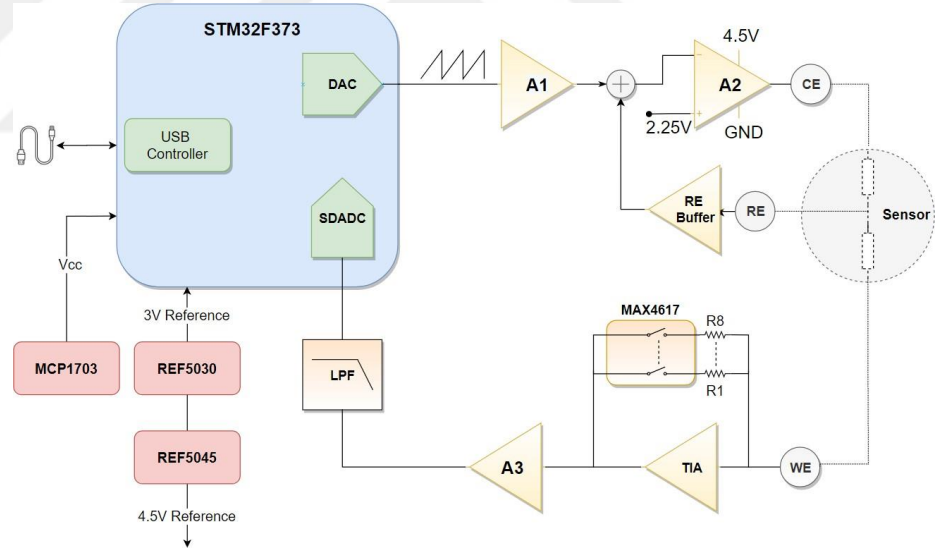 STM32F373
DAC
A1
4.5V
A2
CE
2.25V
GND
USB
Controller
SDADC
RE
Buffer
RE
Sensor
Vcc
3V Reference
MAX4617
R8
R1
MCP1703
REF5030
LPF
REF5045
A3
TIA
WE
4.5V Reference